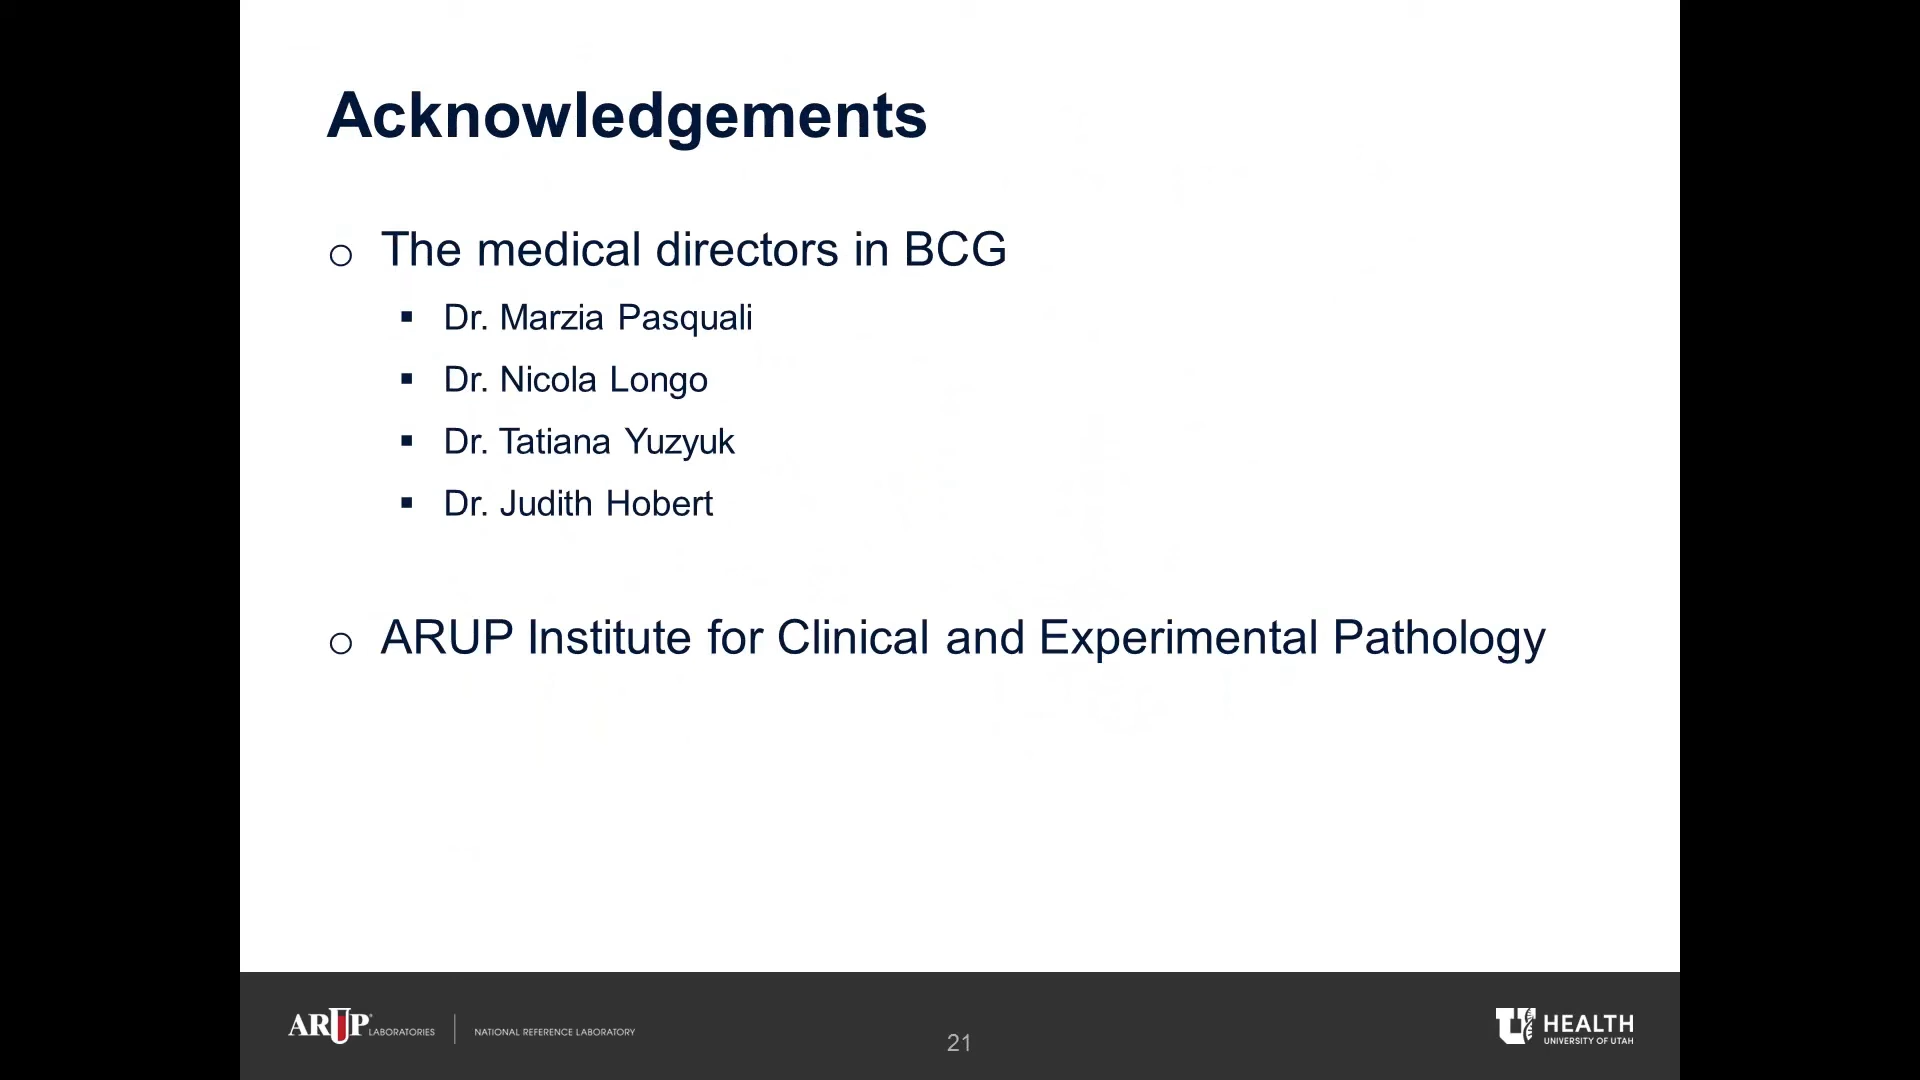 Acknowledgements
The medical directors in BCG
Dr. Marzia Pasquali
Dr. Nicola Longo
Dr. Tatiana Yuzyuk
Dr. Judith Hobert
ARUP Institute for Clinical and Experimental Pathology
ARUP LABORATORIES | NATIONAL REFERENCE LABORATORY
21
U HEALTH
UNIVERSITY OF UTAH